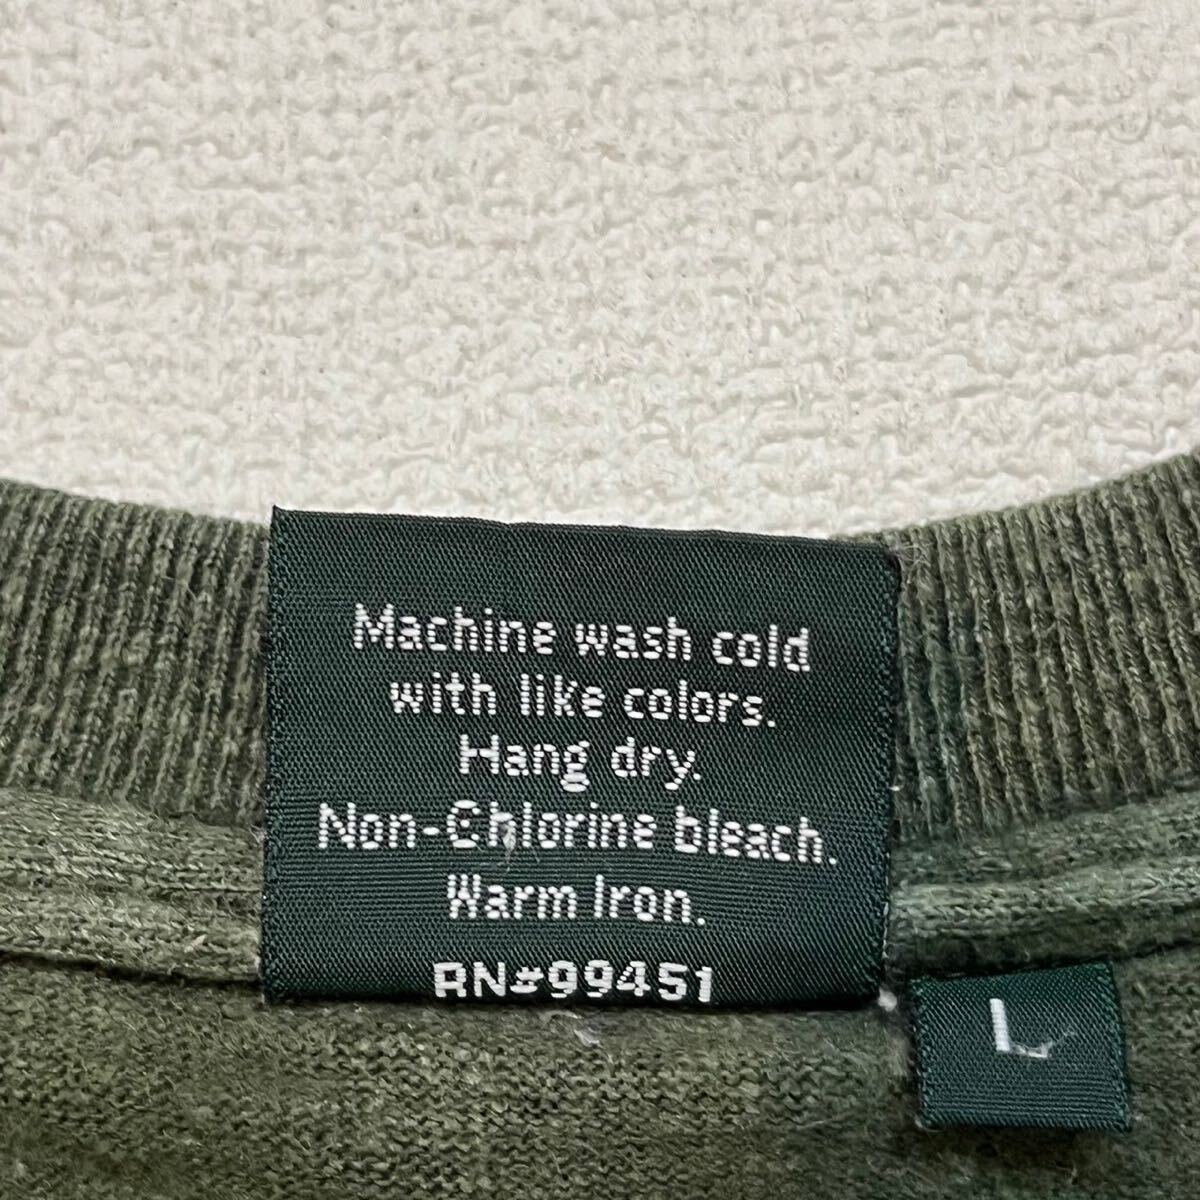 Machine wash cold
with like colors.
Hang dry.
Non-Chlorine bleach.
Warm Iron.
RN#99451
L